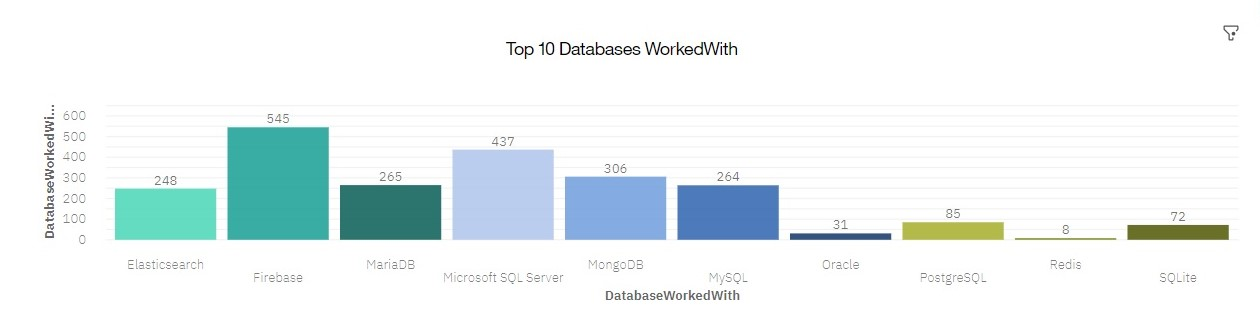 Top 10 Databases WorkedWith
DatabaseWorkedWi...
600
500
400
300
200
100
0
248
545
265
437
306
264
31
85
8
72
Elasticsearch
Firebase
MariaDB
Microsoft SQL Server
MongoDB
MySQL
Oracle
PostgreSQL
Redis
SQLite
DatabaseWorkedWith